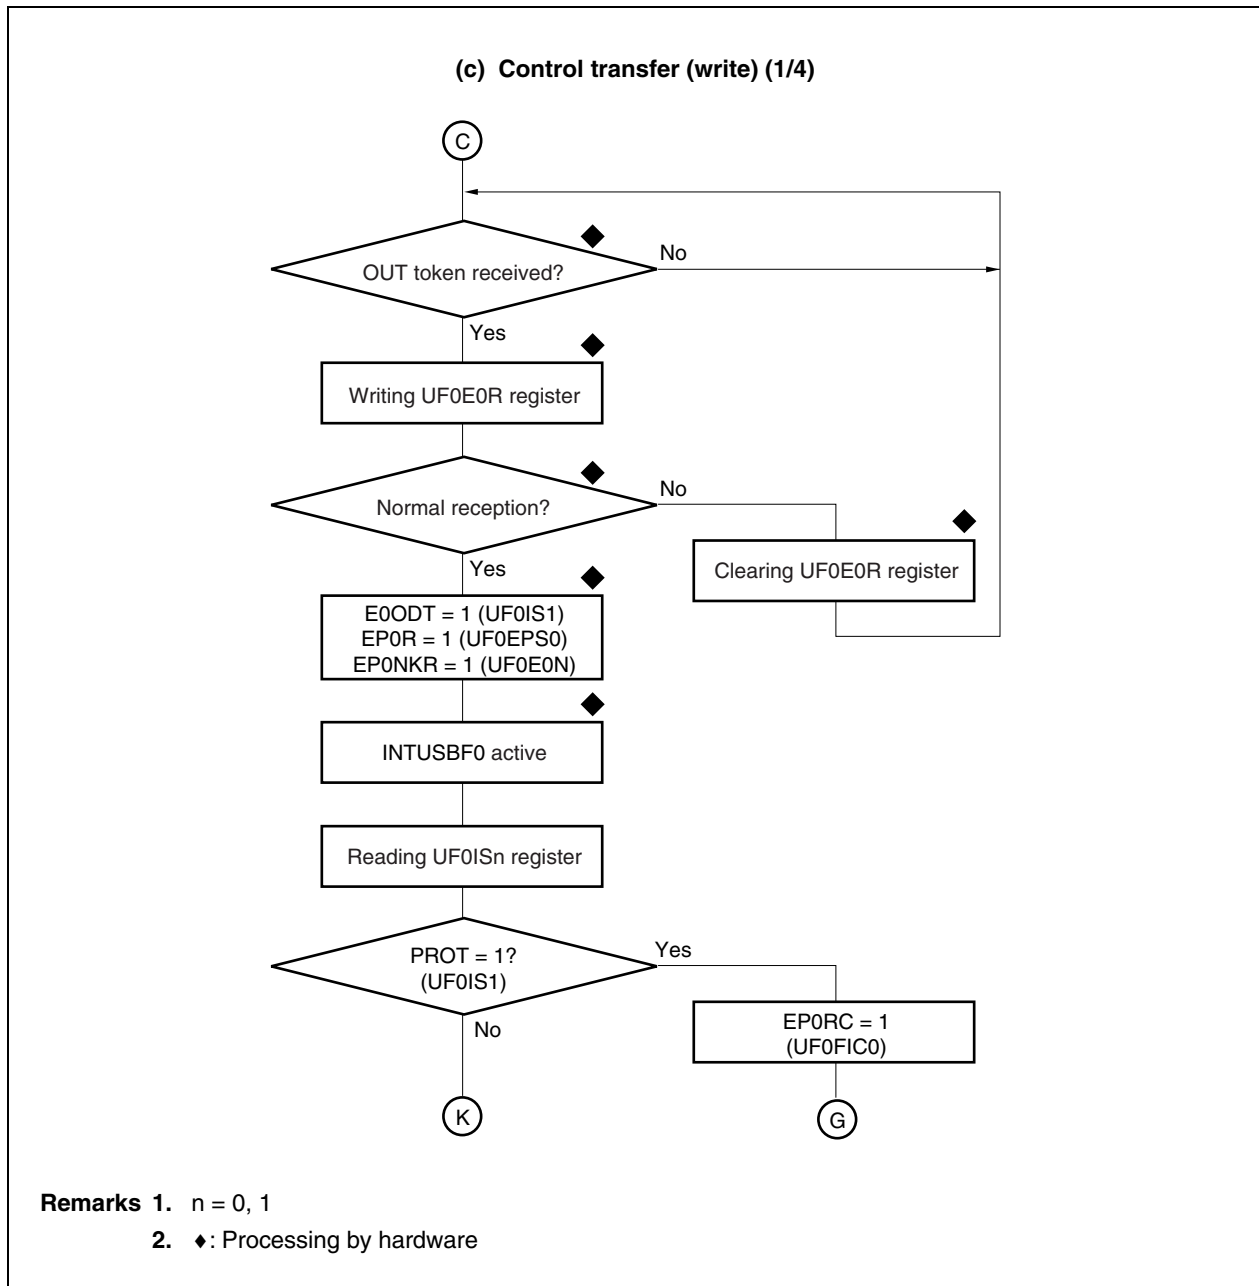 (c) Control transfer (write) (1/4)
C
OUT token received?
No
Yes
Writing UF0E0R register
Normal reception?
No
Clearing UF0E0R register
Yes
E0ODT = 1 (UF0IS1)
EP0R = 1 (UF0EPS0)
EP0NKR = 1 (UF0E0N)
INTUSBF0 active
Reading UF0ISn register
PROT = 1?
(UF0IS1)
Yes
EP0RC = 1
(UF0FIC0)
No
K
G
Remarks 1. n = 0, 1
2. ♦: Processing by hardware